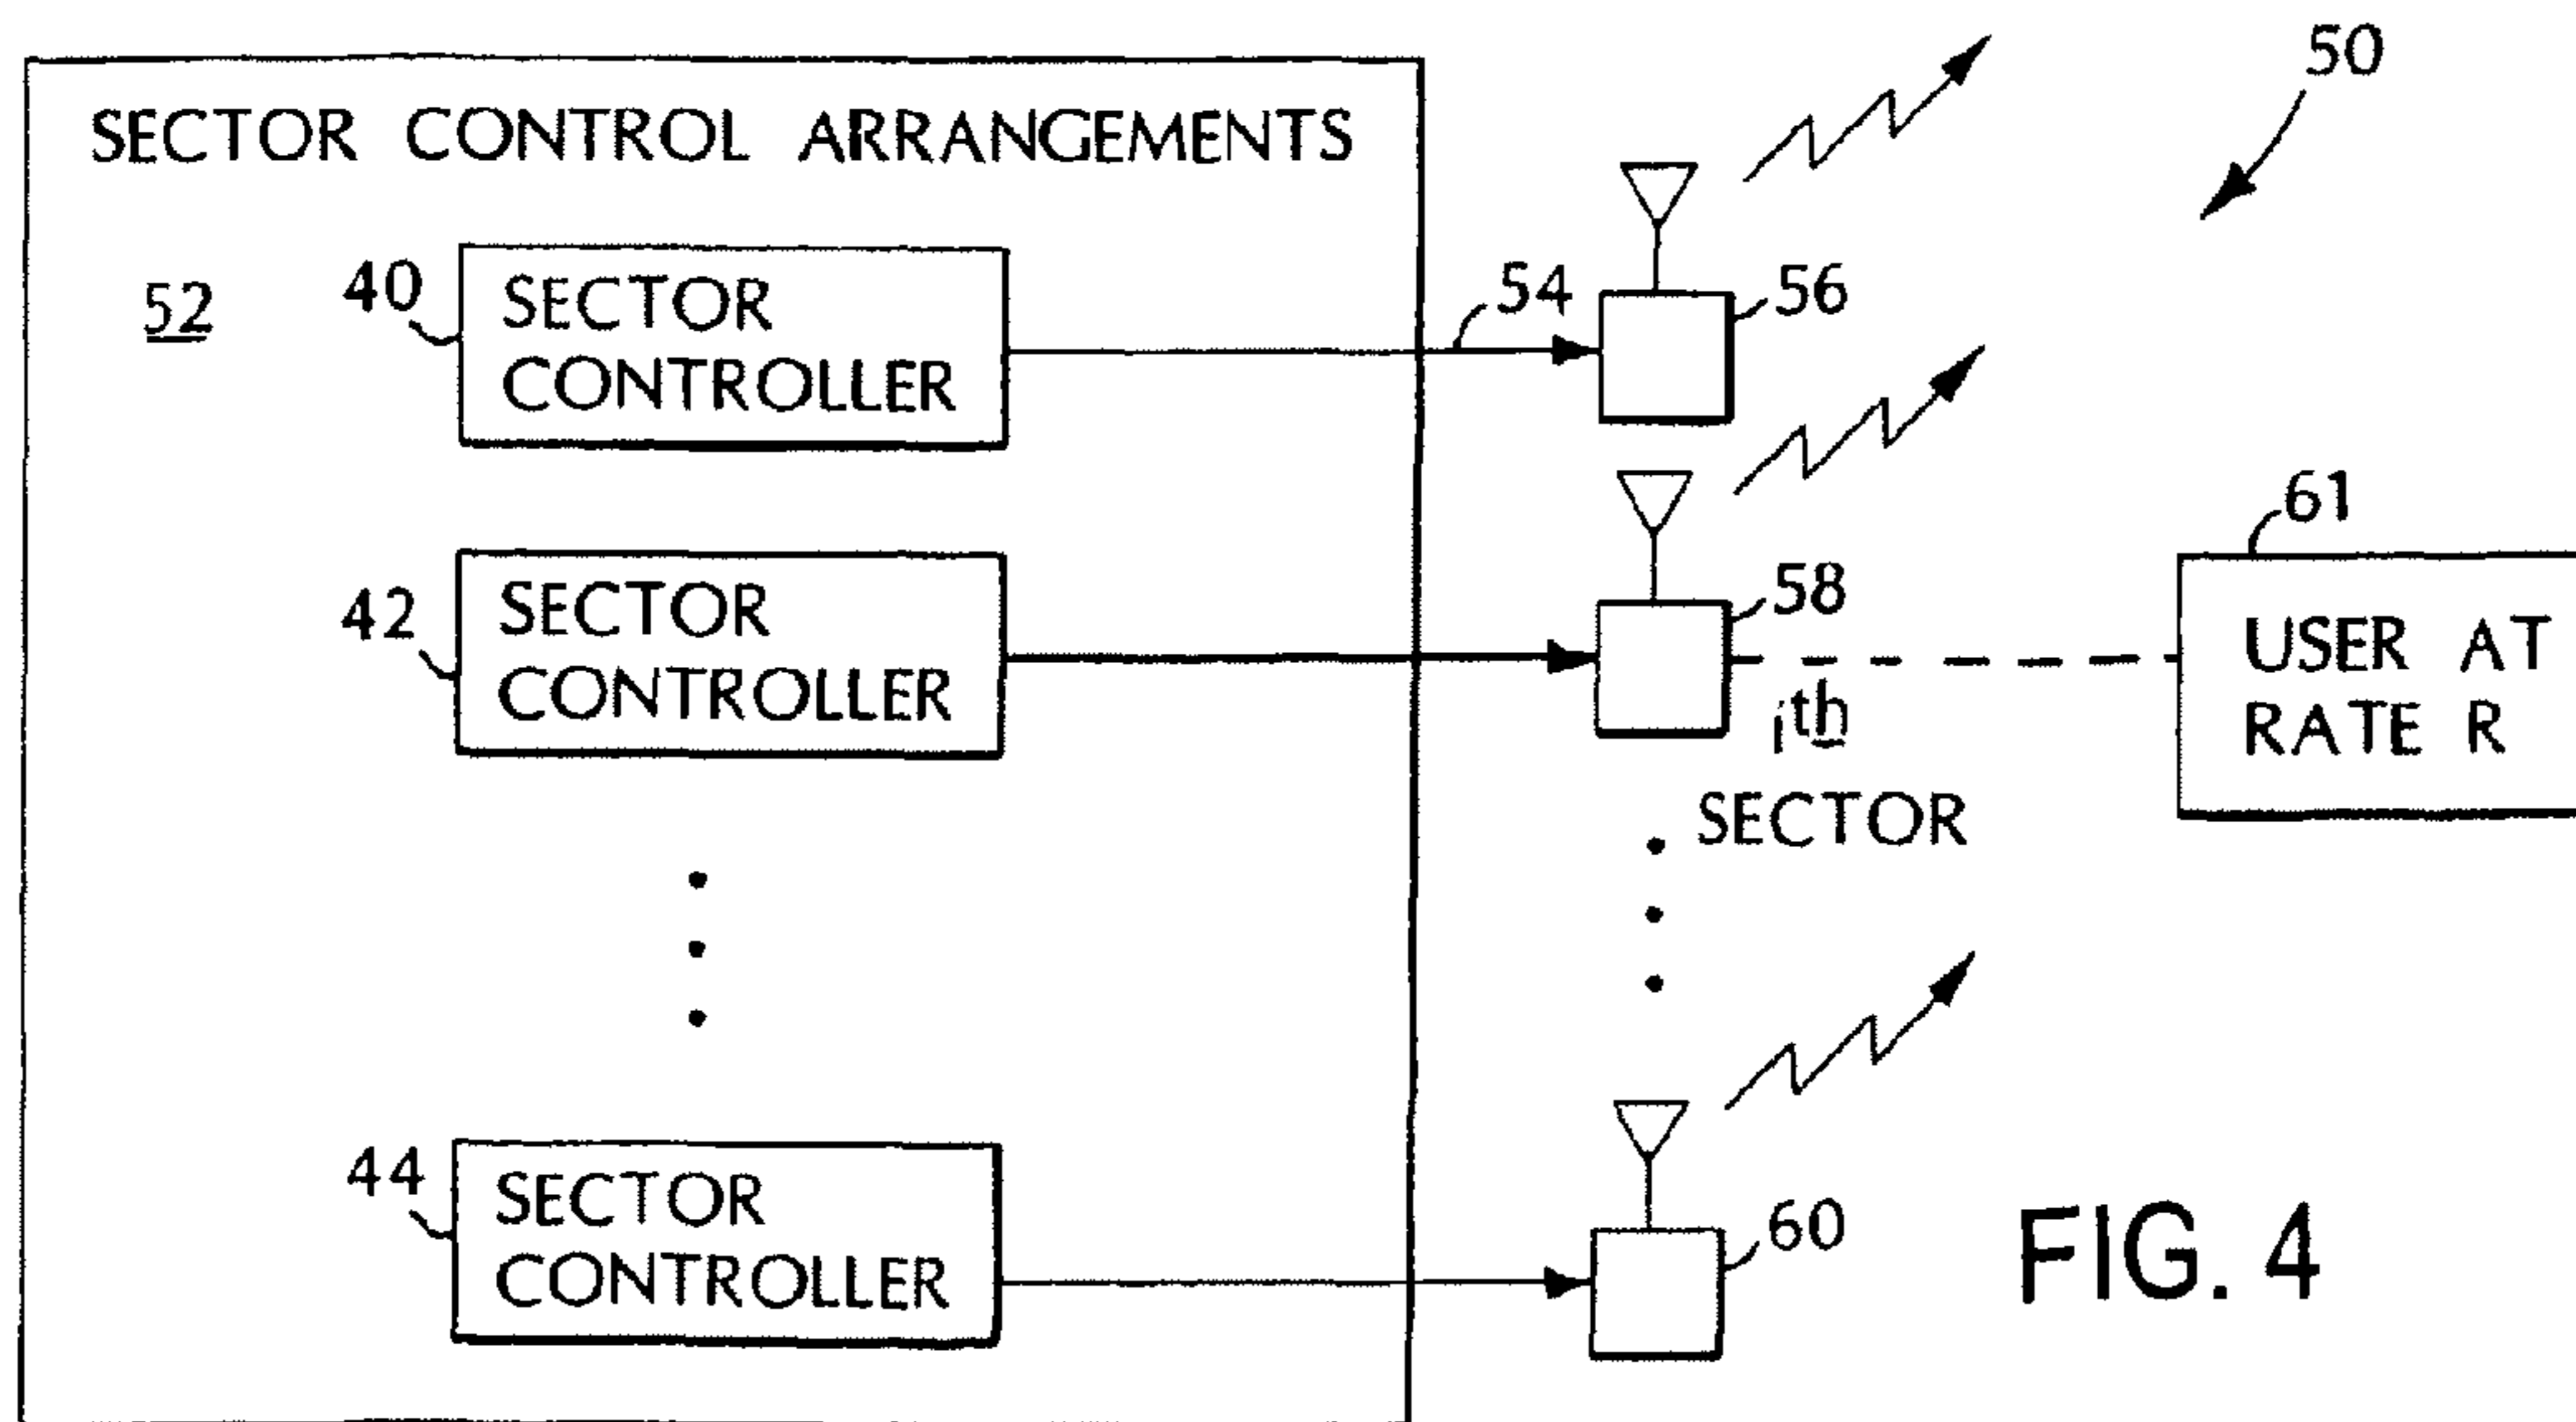 50
SECTOR CONTROL ARRANGEMENTS
52
40
SECTOR
CONTROLLER
54
56
42
SECTOR
CONTROLLER
58
61
USER AT
RATE R
ith
SECTOR
44
SECTOR
CONTROLLER
60
FIG. 4